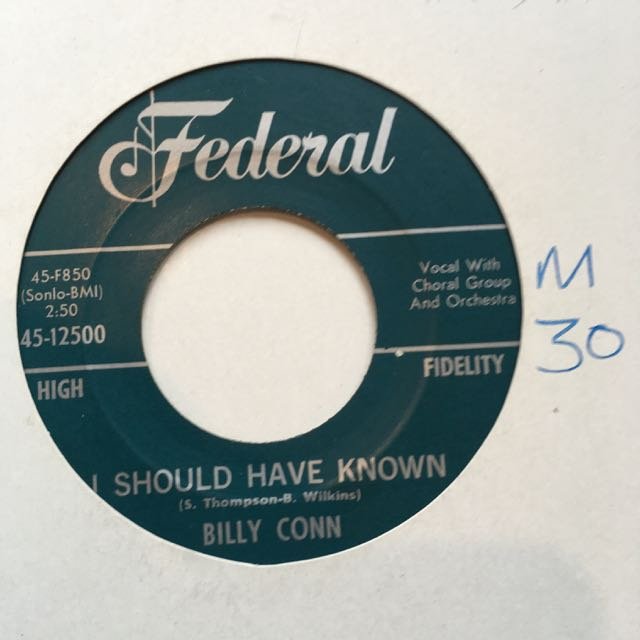 Federal
45-F850
(Sonlo-BMI)
2:50
45-12500
Vocal With
Choral Group
And Orchestra
HIGH
FIDELITY
I SHOULD HAVE KNOWN
(S. Thompson-B. Wilkins)
BILLY CONN
M
30